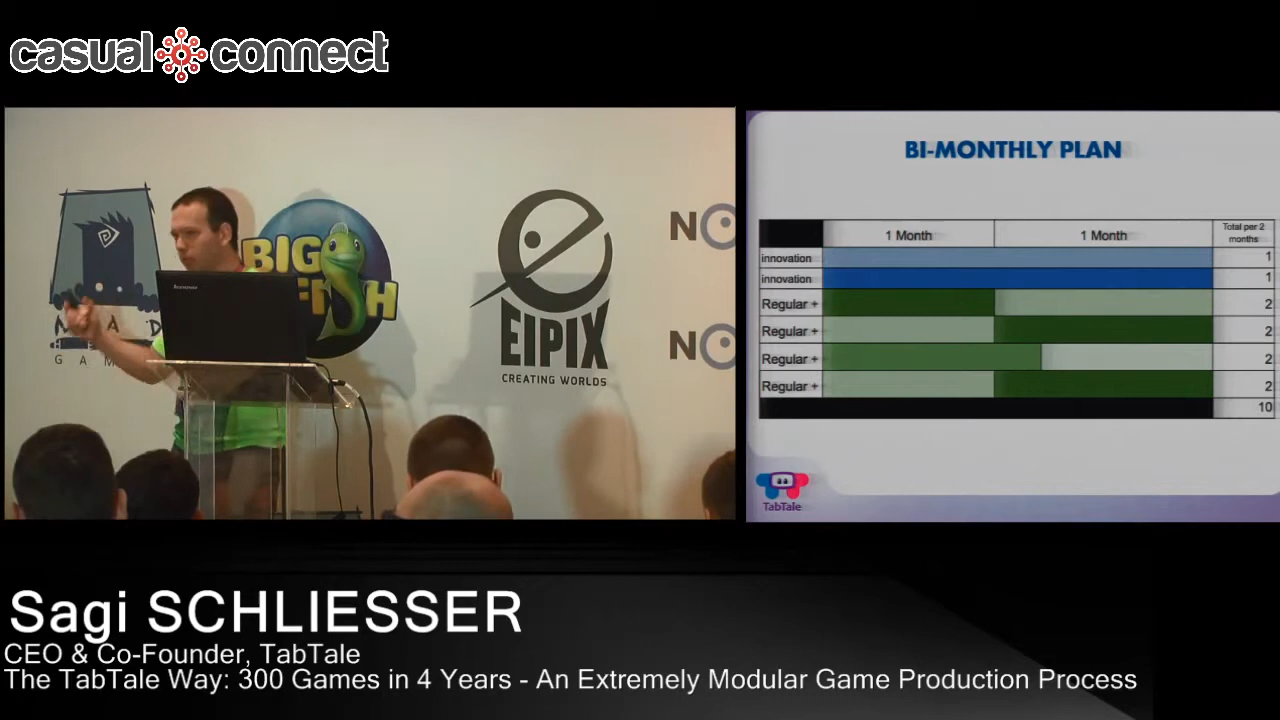 casual connect
BIG
FISH
EIPIX
CREATING WORLDS
Lenovo
BI-MONTHLY PLAN
1 Month
1 Month
Total per 2 months
innovation
1
innovation
1
Regular +
2
Regular +
2
Regular +
2
Regular +
2
10
TabTale
Sagi SCHLIESSER
CEO & Co-Founder, TabTale
The TabTale Way: 300 Games in 4 Years - An Extremely Modular Game Production Process